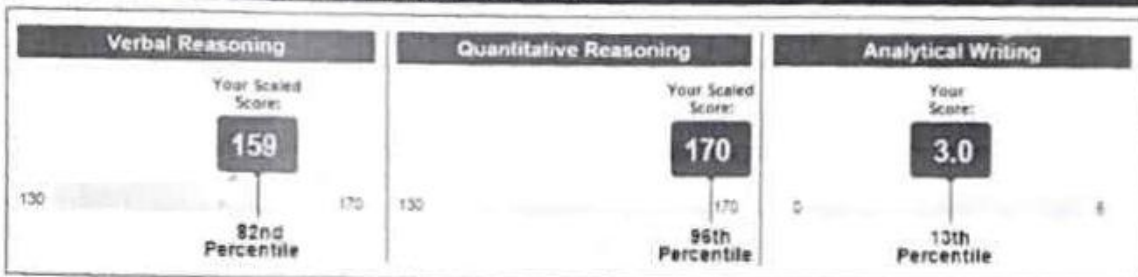 Verbal Reasoning
Your Scaled
Score:
159
130
170
82nd
Percentile
Quantitative Reasoning
Your Scaled
Score:
170
130
170
96th
Percentile
Analytical Writing
Your
Score:
3.0
0
6
13th
Percentile